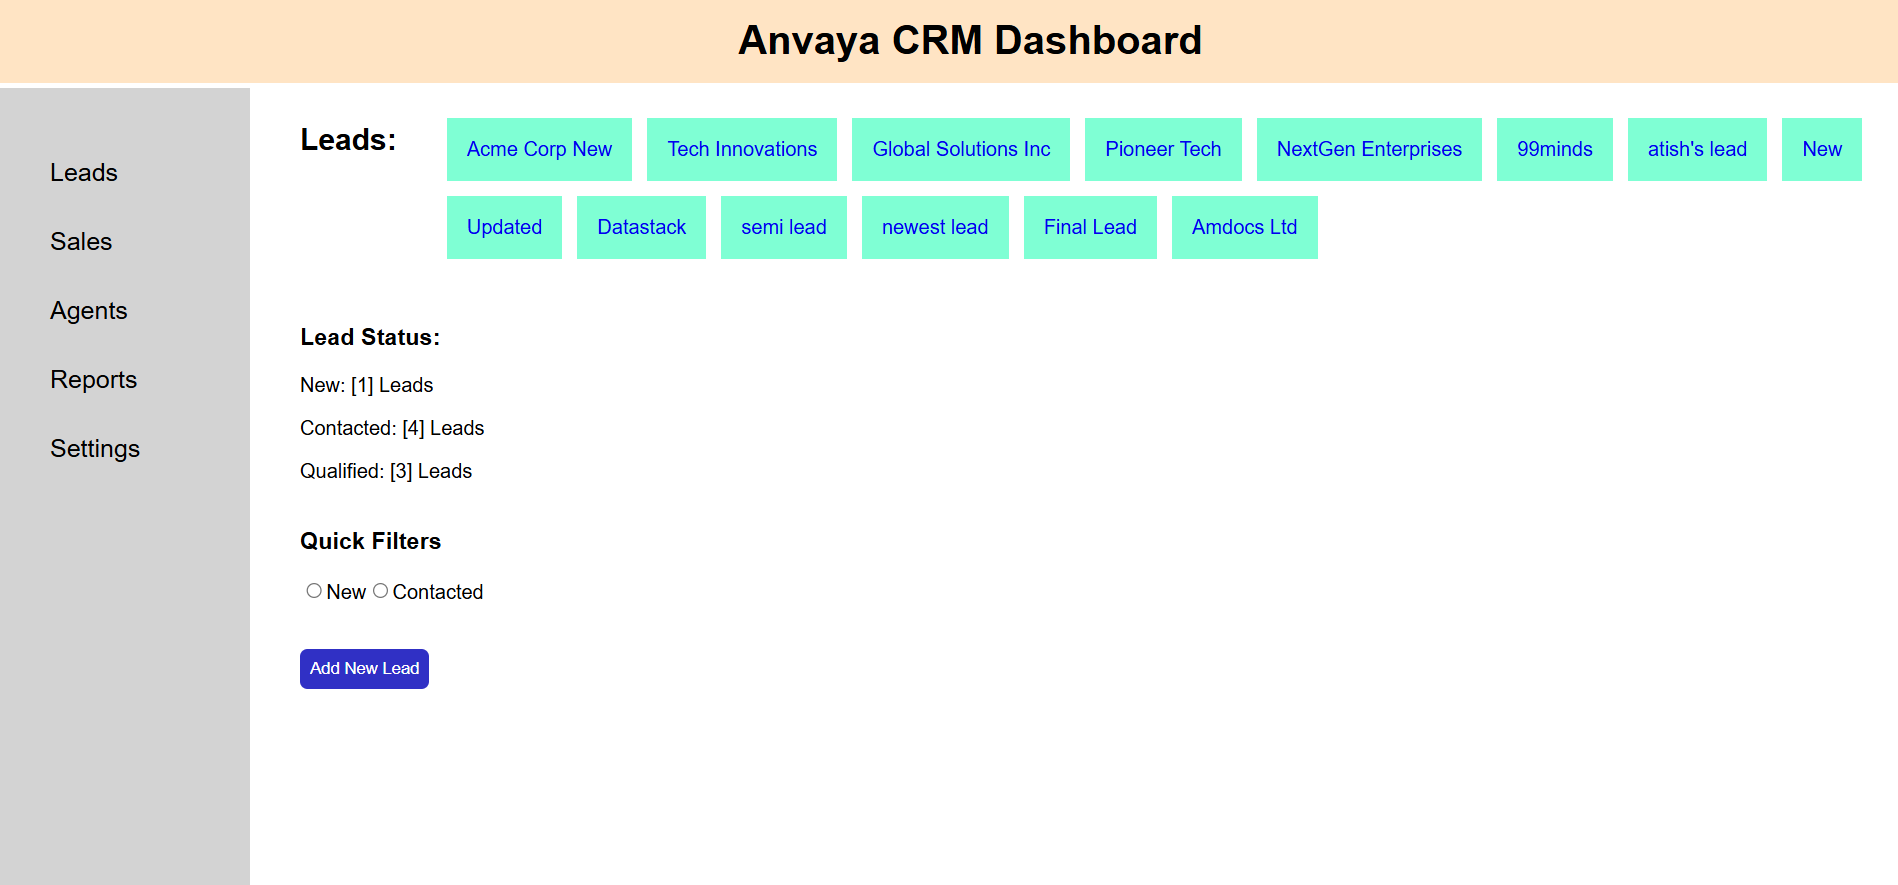 Anvaya CRM Dashboard
Leads
Sales
Agents
Reports
Settings
Leads:
Acme Corp New Tech Innovations Global Solutions Inc Pioneer Tech NextGen Enterprises 99minds atish's lead New
Updated Datastack semi lead newest lead Final Lead Amdocs Ltd
Lead Status:
New: [1] Leads
Contacted: [4] Leads
Qualified: [3] Leads
Quick Filters
New Contacted
Add New Lead